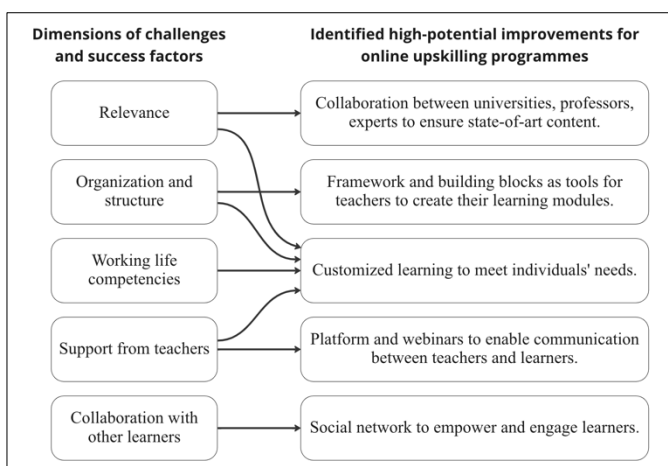 Dimensions of challenges
and success factors
Identified high-potential improvements for
online upskilling programmes
Relevance
Collaboration between universities, professors,
experts to ensure state-of-art content.
Organization and
structure
Framework and building blocks as tools for
teachers to create their learning modules.
Working life
competencies
Customized learning to meet individuals' needs.
Support from teachers
Platform and webinars to enable communication
between teachers and learners.
Collaboration with
other learners
Social network to empower and engage learners.